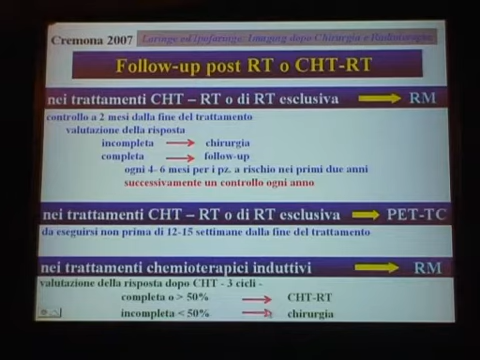 Cremona 2007
Laringe ed Ipofaringe: Imaging dopo Chirurgia e Radioterapia
Follow-up post RT o CHT-RT
nei trattamenti CHT – RT o di RT esclusiva RM
controllo a 2 mesi dalla fine del trattamento
valutazione della risposta
incompleta chirurgia
completa follow-up
ogni 4- 6 mesi per i pz. a rischio nei primi due anni
successivamente un controllo ogni anno
nei trattamenti CHT – RT o di RT esclusiva PET-TC
da eseguirsi non prima di 12-15 settimane dalla fine del trattamento
nei trattamenti chemioterapici induttivi RM
valutazione della risposta dopo CHT - 3 cicli -
completa o > 50% CHT-RT
incompleta < 50% chirurgia